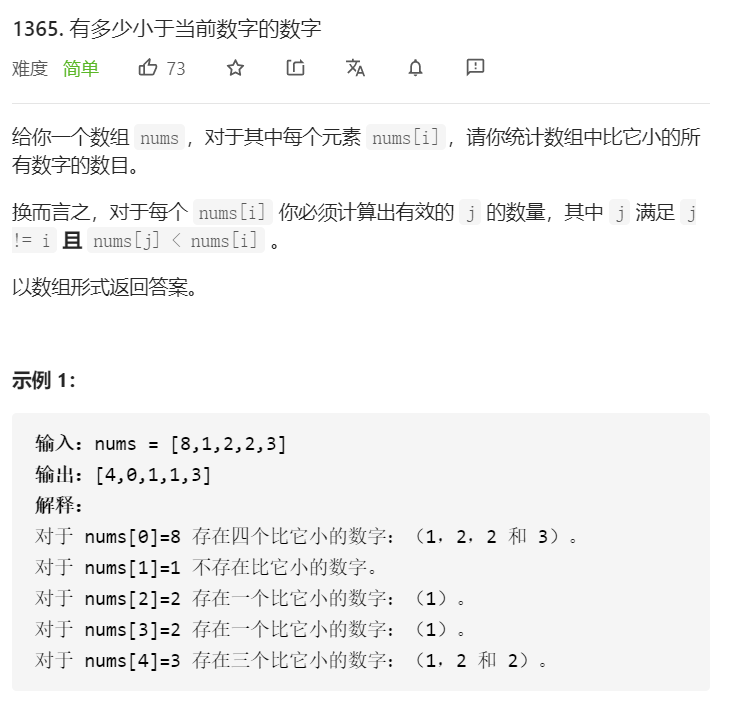 1365. 有多少小于当前数字的数字
难度 简单 73
给你一个数组 nums，对于其中每个元素 nums[i]，请你统计数组中比它小的所
有数字的数目。
换而言之，对于每个 nums[i] 你必须计算出有效的 j 的数量，其中 j 满足 j
!= i 且 nums[j] < nums[i] 。
以数组形式返回答案。
示例 1：
输入：nums = [8,1,2,2,3]
输出：[4,0,1,1,3]
解释：
对于 nums[0]=8 存在四个比它小的数字：（1，2，2 和 3）。
对于 nums[1]=1 不存在比它小的数字。
对于 nums[2]=2 存在一个比它小的数字：（1）。
对于 nums[3]=2 存在一个比它小的数字：（1）。
对于 nums[4]=3 存在三个比它小的数字：（1，2 和 2）。